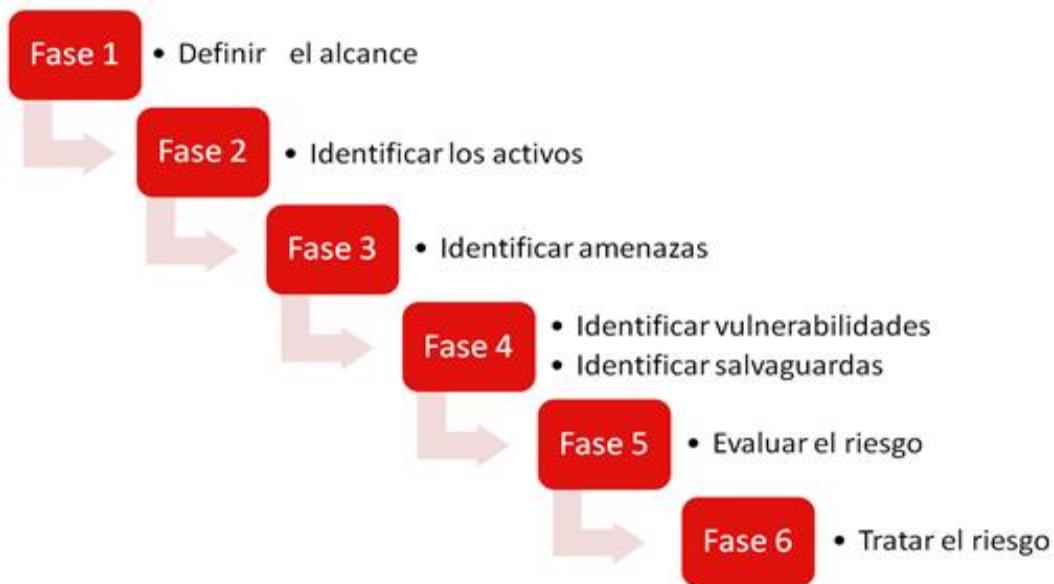 Fase 1
• Definir el alcance
Fase 2
• Identificar los activos
Fase 3
• Identificar amenazas
Fase 4
• Identificar vulnerabilidades
• Identificar salvaguardas
Fase 5
• Evaluar el riesgo
Fase 6
• Tratar el riesgo